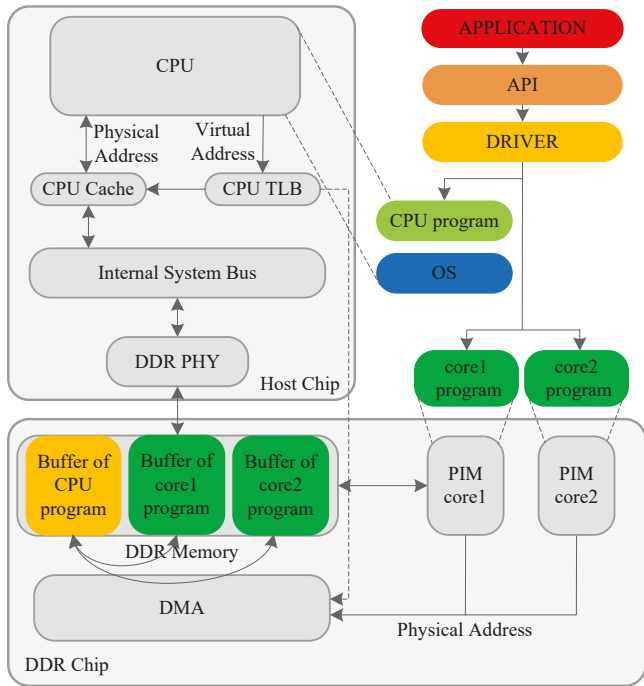 CPU
Physical
Address
Virtual
Address
CPU Cache
CPU TLB
Internal System Bus
DDR PHY
Host Chip
APPLICATION
API
DRIVER
CPU program
OS
core1
program
core2
program
Buffer of
CPU
program
Buffer of
core1
program
Buffer of
core2
program
DDR Memory
PIM
core1
PIM
core2
DMA
Physical Address
DDR Chip